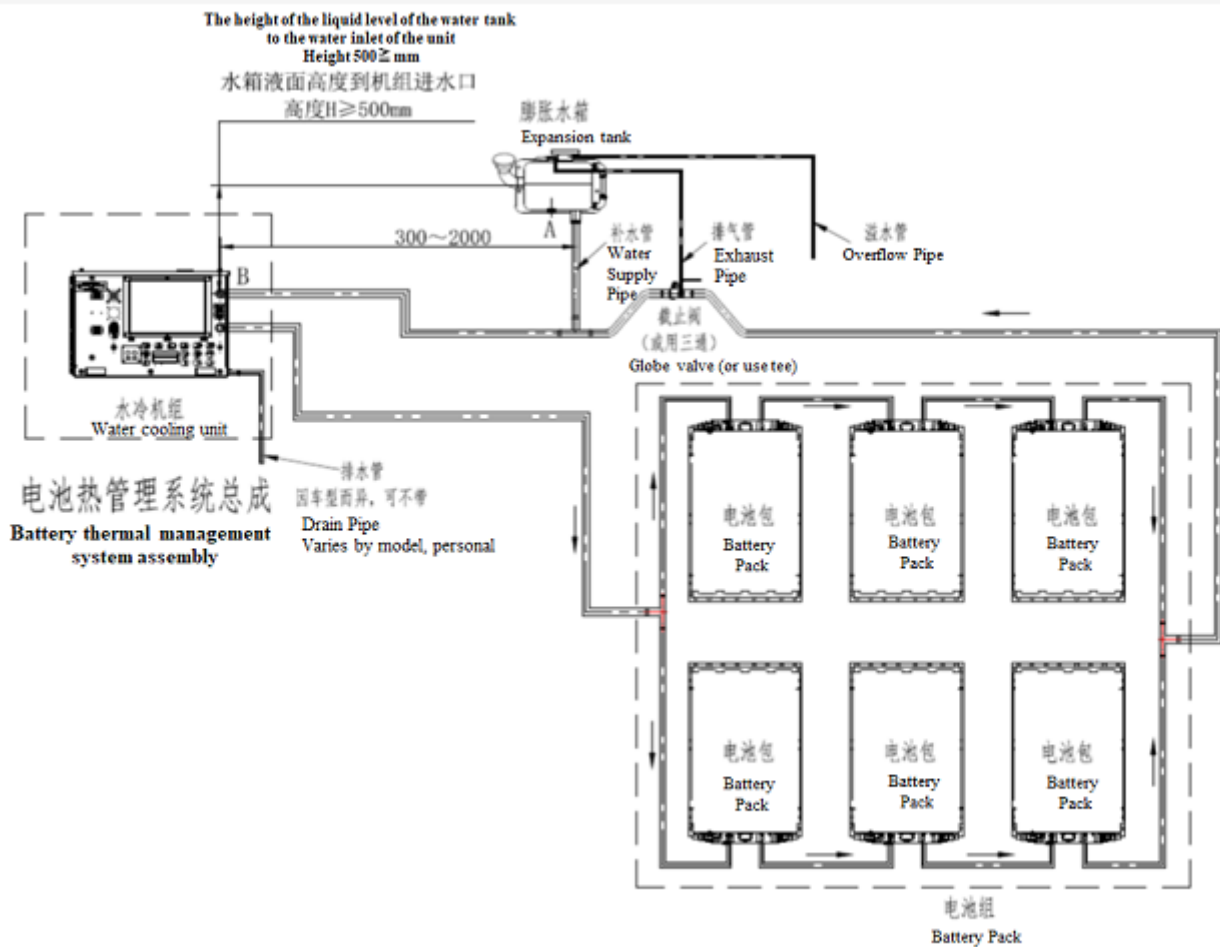 The height of the liquid level of the water tank
to the water inlet of the unit
Height 500≧mm
水箱液面高度到机组进水口
高度H≥500mm
膨胀水箱
Expansion tank
A
300～2000
补水管
Water
Supply
Pipe
排气管
Exhaust
Pipe
溢水管
Overflow Pipe
B
截止阀
（或用三通）
Globe valve (or use tee)
水冷机组
Water cooling unit
电池热管理系统总成
Battery thermal management
system assembly
排水管
因车型而异，可不带
Drain Pipe
Varies by model, personal
电池包
Battery
Pack
电池包
Battery
Pack
电池包
Battery
Pack
电池包
Battery
Pack
电池包
Battery
Pack
电池包
Battery
Pack
电池组
Battery Pack